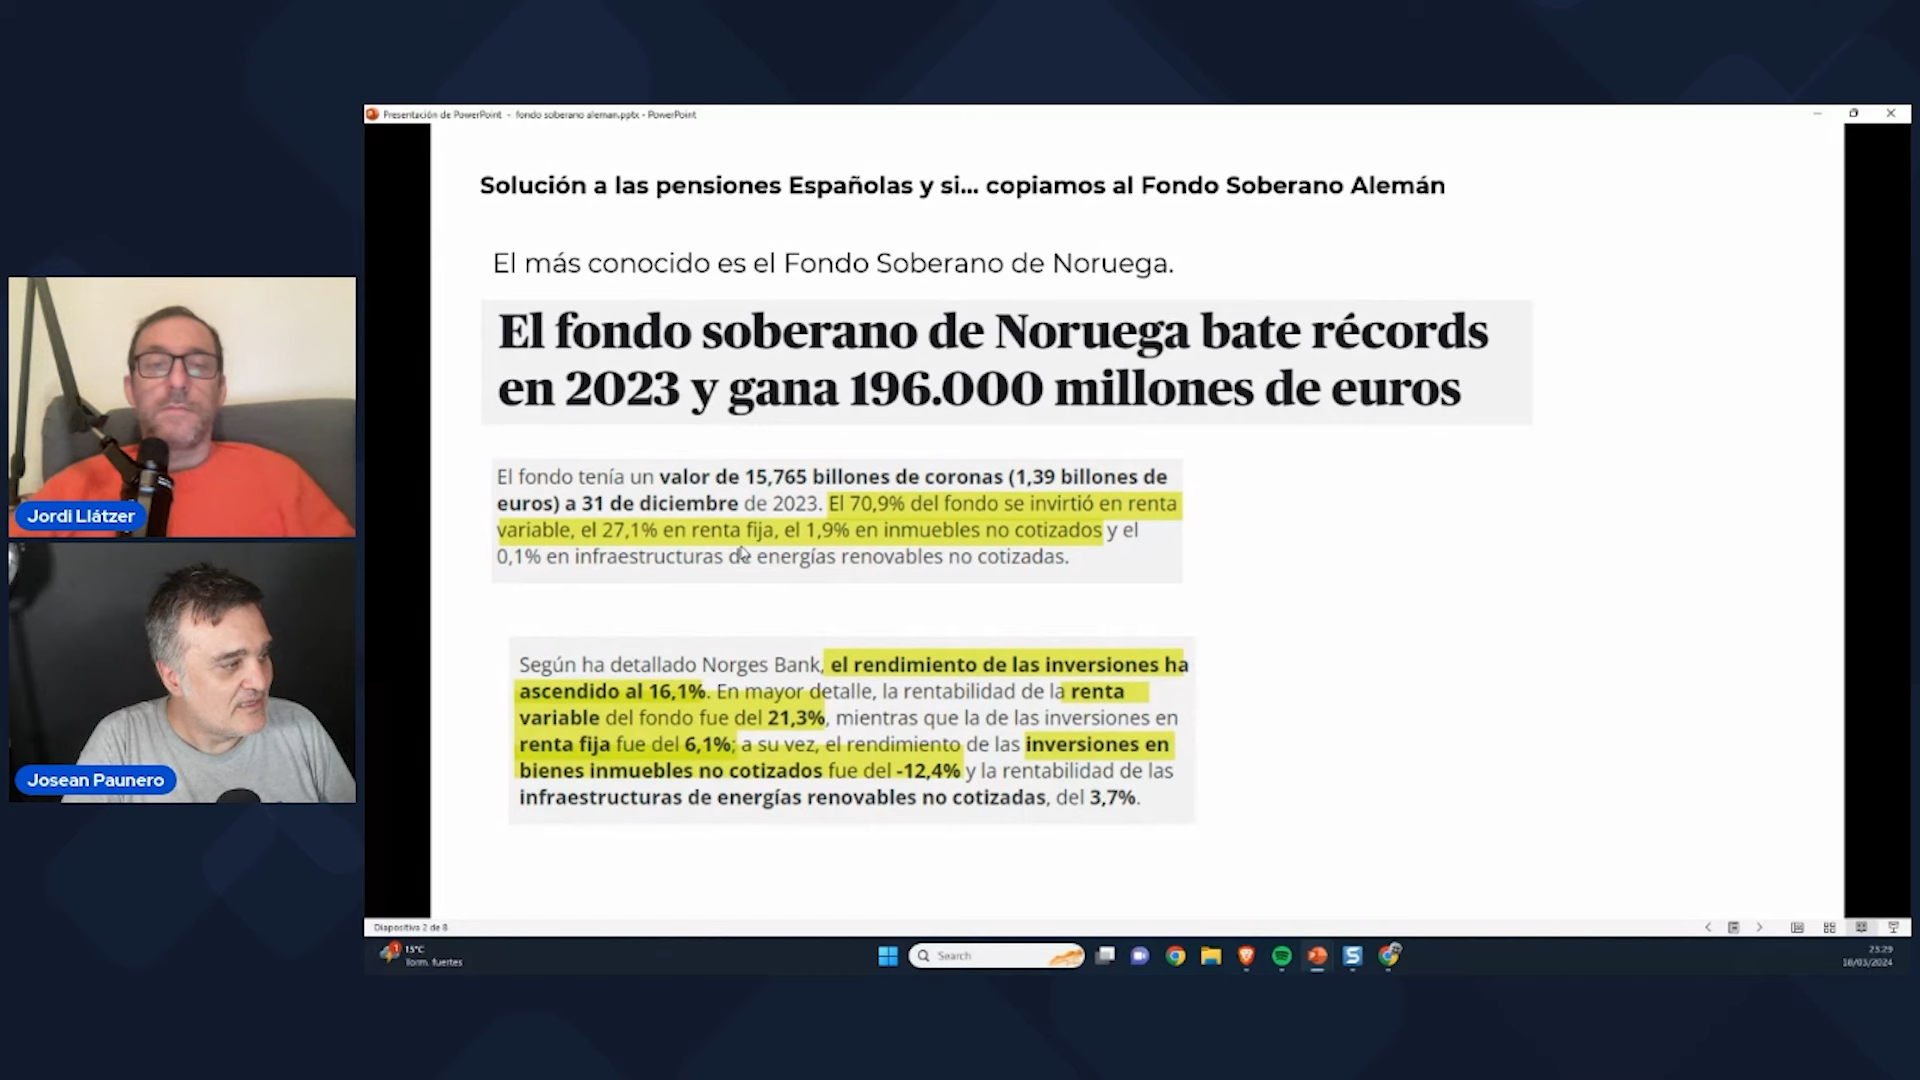 Presentación de PowerPoint - fondo soberano aleman.pptx - PowerPoint
Solución a las pensiones Españolas y si... copiamos al Fondo Soberano Alemán
El más conocido es el Fondo Soberano de Noruega.
El fondo soberano de Noruega bate récords
en 2023 y gana 196.000 millones de euros
El fondo tenía un valor de 15,765 billones de coronas (1,39 billones de
euros) a 31 de diciembre de 2023. El 70,9% del fondo se invirtió en renta
variable, el 27,1% en renta fija, el 1,9% en inmuebles no cotizados y el
0,1% en infraestructuras de energías renovables no cotizadas.
Según ha detallado Norges Bank, el rendimiento de las inversiones ha
ascendido al 16,1%. En mayor detalle, la rentabilidad de la renta
variable del fondo fue del 21,3%, mientras que la de las inversiones en
renta fija fue del 6,1%; a su vez, el rendimiento de las inversiones en
bienes inmuebles no cotizados fue del -12,4% y la rentabilidad de las
infraestructuras de energías renovables no cotizadas, del 3,7%.
Jordi Llátzer
Josean Paunero
Diapositiva 2 de 8
1
15°C
Torm. fuertes
Search
23:29
18/03/2024